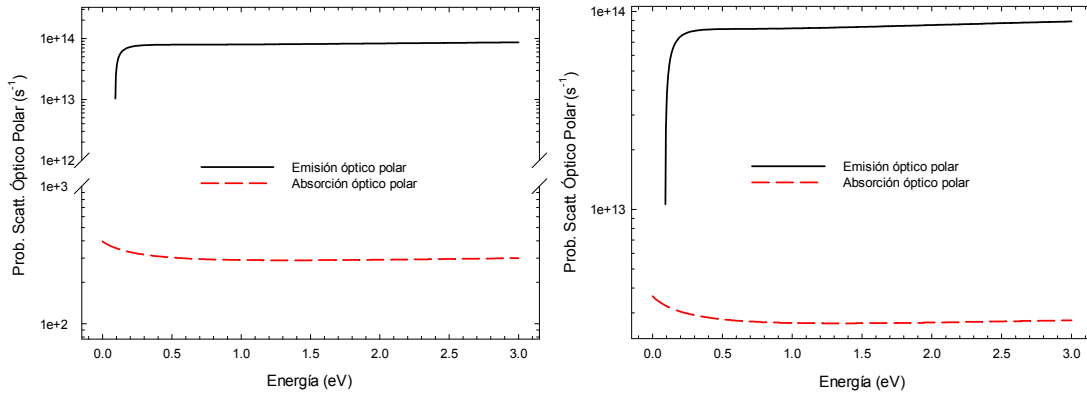 Prob. Scatt. Óptico Polar (s-1)
1e+14
1e+13
1e+12
1e+3
1e+2
Emisión óptico polar
Absorción óptico polar
0.0 0.5 1.0 1.5 2.0 2.5 3.0
Energía (eV)
Prob. Scatt. Óptico Polar (s-1)
1e+14
1e+13
Emisión óptico polar
Absorción óptico polar
0.0 0.5 1.0 1.5 2.0 2.5 3.0
Energía (eV)